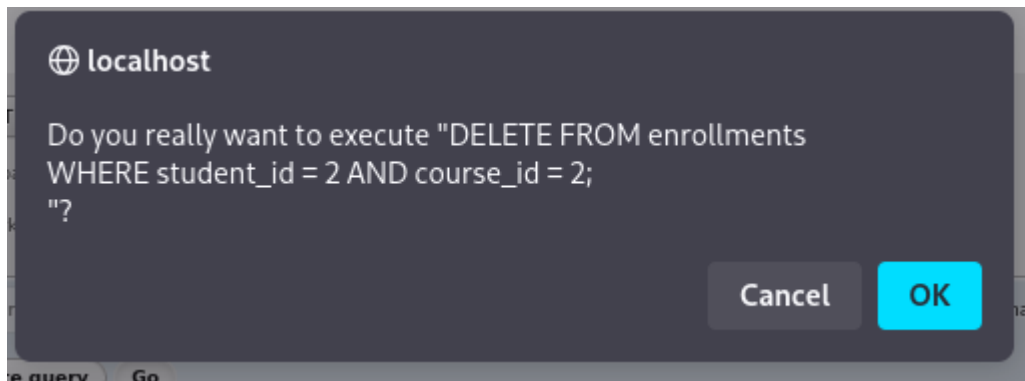 localhost
Do you really want to execute "DELETE FROM enrollments
WHERE student_id = 2 AND course_id = 2;
"?
Cancel
OK
query
Go